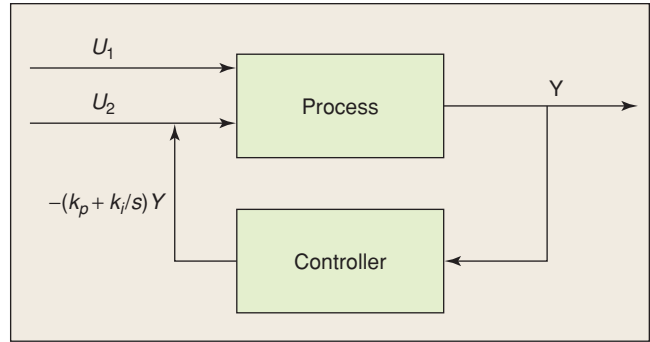 U1
Process
Y
U2
−(kp + ki/s) Y
Controller